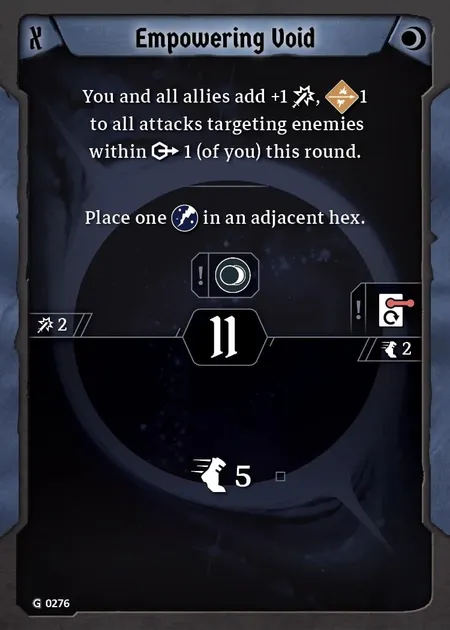 X
Empowering Void
You and all allies add +1 , 1
to all attacks targeting enemies
within 1 (of you) this round.
Place one in an adjacent hex.
!
!
2
11
2
5
G 0276